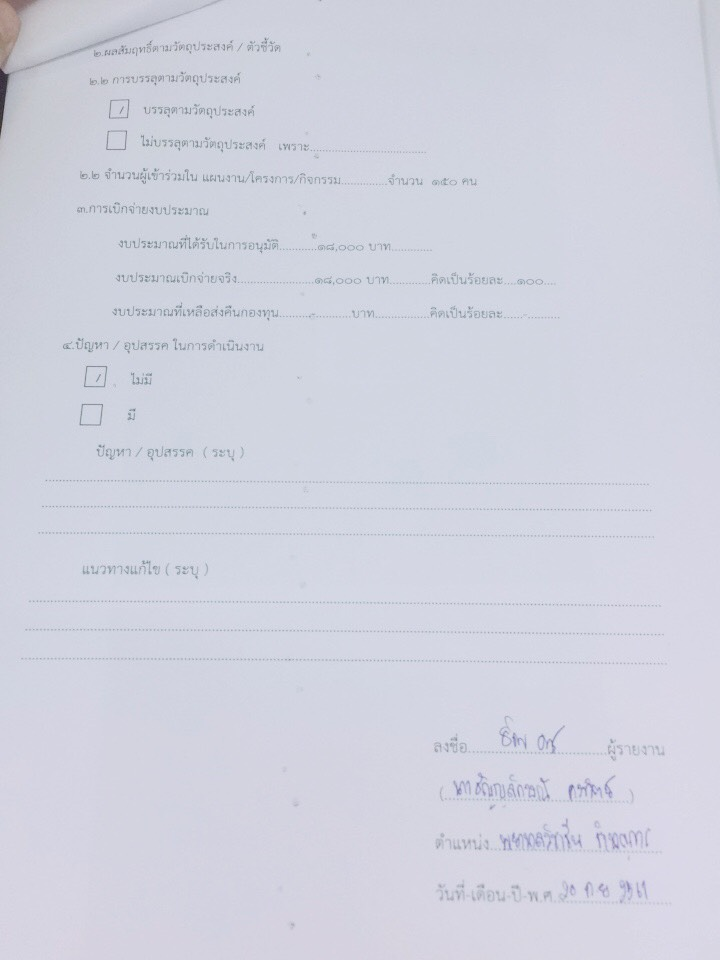 ๒.ผลสัมฤทธิ์ตามวัตถุประสงค์ / ตัวชี้วัด
๒.๒ การบรรลุตามวัตถุประสงค์
/ บรรลุตามวัตถุประสงค์
ไม่บรรลุตามวัตถุประสงค์ เพราะ..............................
๒.๒ จำนวนผู้เข้าร่วมใน แผนงาน/โครงการ/กิจกรรม..............จำนวน ๑๕๐ คน
๓.การเบิกจ่ายงบประมาณ
งบประมาณที่ได้รับในการอนุมัติ...........๑๘,๐๐๐ บาท............
งบประมาณเบิกจ่ายจริง.......................๑๘,๐๐๐ บาท............คิดเป็นร้อยละ....๑๐๐....
งบประมาณที่เหลือส่งคืนกองทุน.........-...........บาท................คิดเป็นร้อยละ......-..........
๔.ปัญหา / อุปสรรค ในการดำเนินงาน
/ ไม่มี
มี
ปัญหา / อุปสรรค ( ระบุ )
แนวทางแก้ไข ( ระบุ )
ลงชื่อ ผู้รายงาน
( )
ตำแหน่ง พยาบาลวิชาชีพ
วันที่-เดือน-ปี-พ.ศ. 20 ก ย 2561